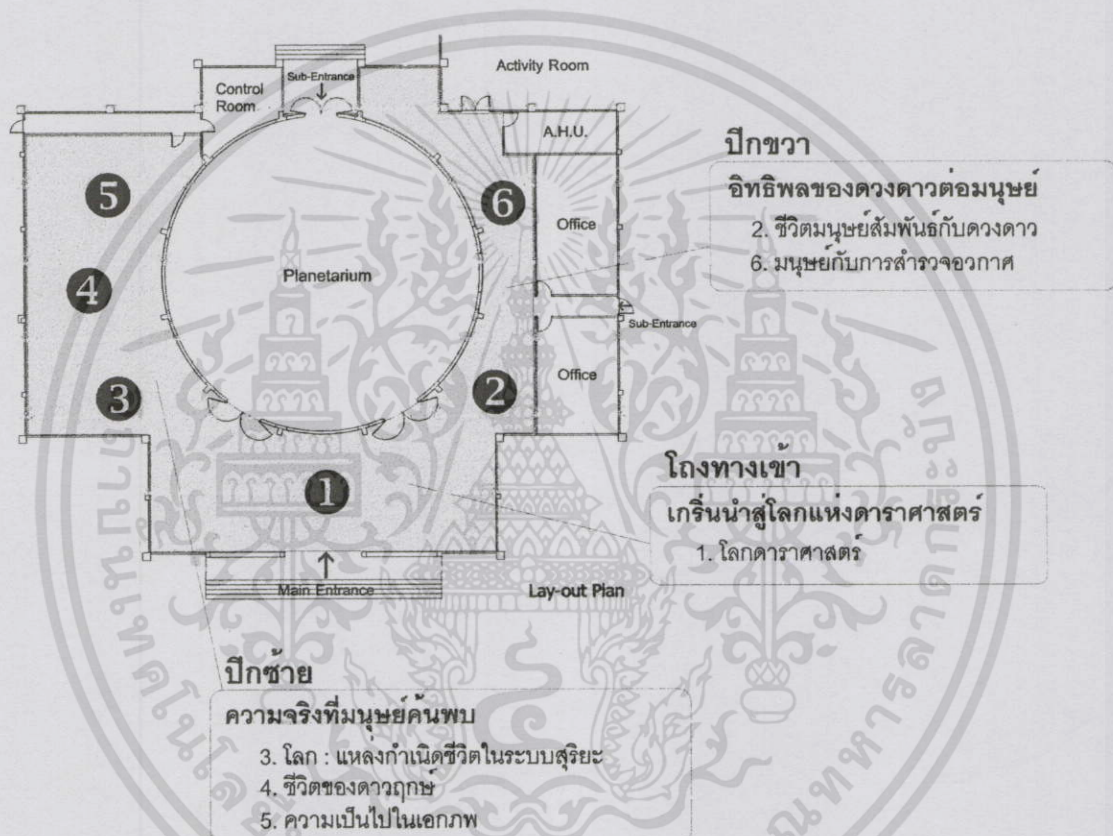 Activity Room
Control Room
Sub-Entrance
A.H.U.
5
6
Office
4
Planetarium
Sub-Entrance
3
2
Office
1
Main Entrance
Lay-out Plan
ปีกขวา
อิทธิพลของดวงดาวต่อมนุษย์
2. ชีวิตมนุษย์สัมพันธ์กับดวงดาว
6. มนุษย์กับการสำรวจอวกาศ
โถงทางเข้า
เกริ่นนำสู่โลกแห่งดาราศาสตร์
1. โลกดาราศาสตร์
ปีกซ้าย
ความจริงที่มนุษย์ค้นพบ
3. โลก : แหล่งกำเนิดชีวิตในระบบสุริยะ
4. ชีวิตของดาวฤกษ์
5. ความเป็นไปในเอกภพ